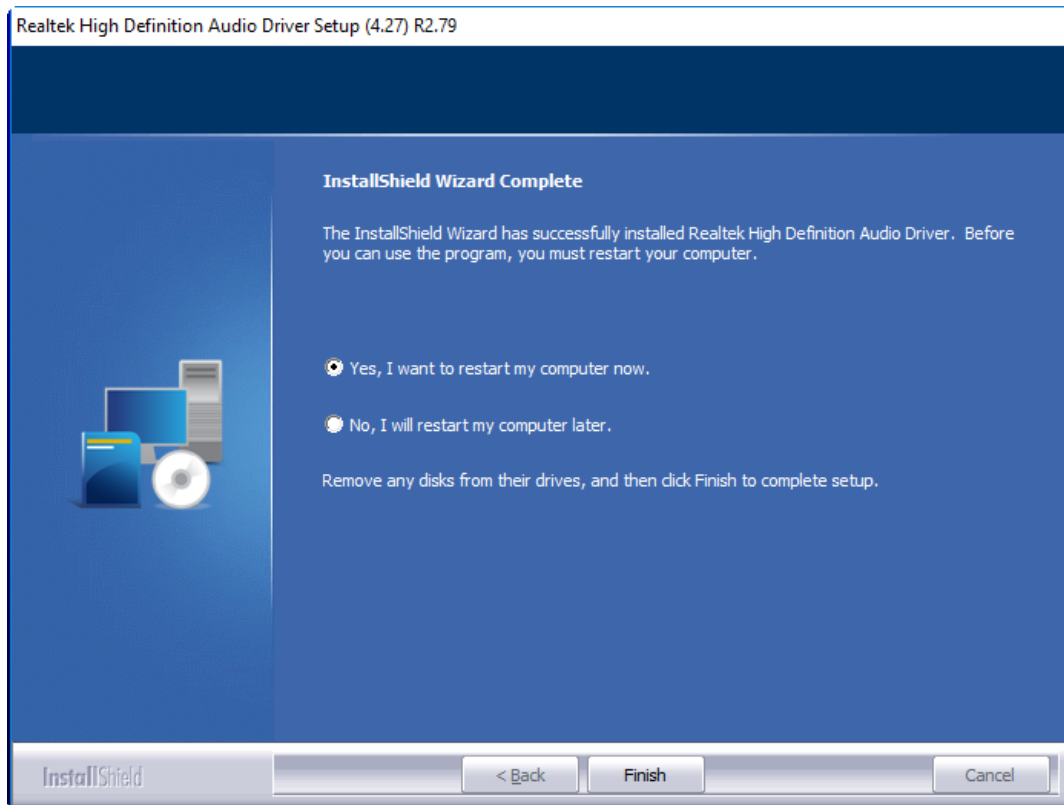 Realtek High Definition Audio Driver Setup (4.27) R2.79
InstallShield Wizard Complete
The InstallShield Wizard has successfully installed Realtek High Definition Audio Driver. Before
you can use the program, you must restart your computer.
Yes, I want to restart my computer now.
No, I will restart my computer later.
Remove any disks from their drives, and then click Finish to complete setup.
InstallShield
< Back
Finish
Cancel